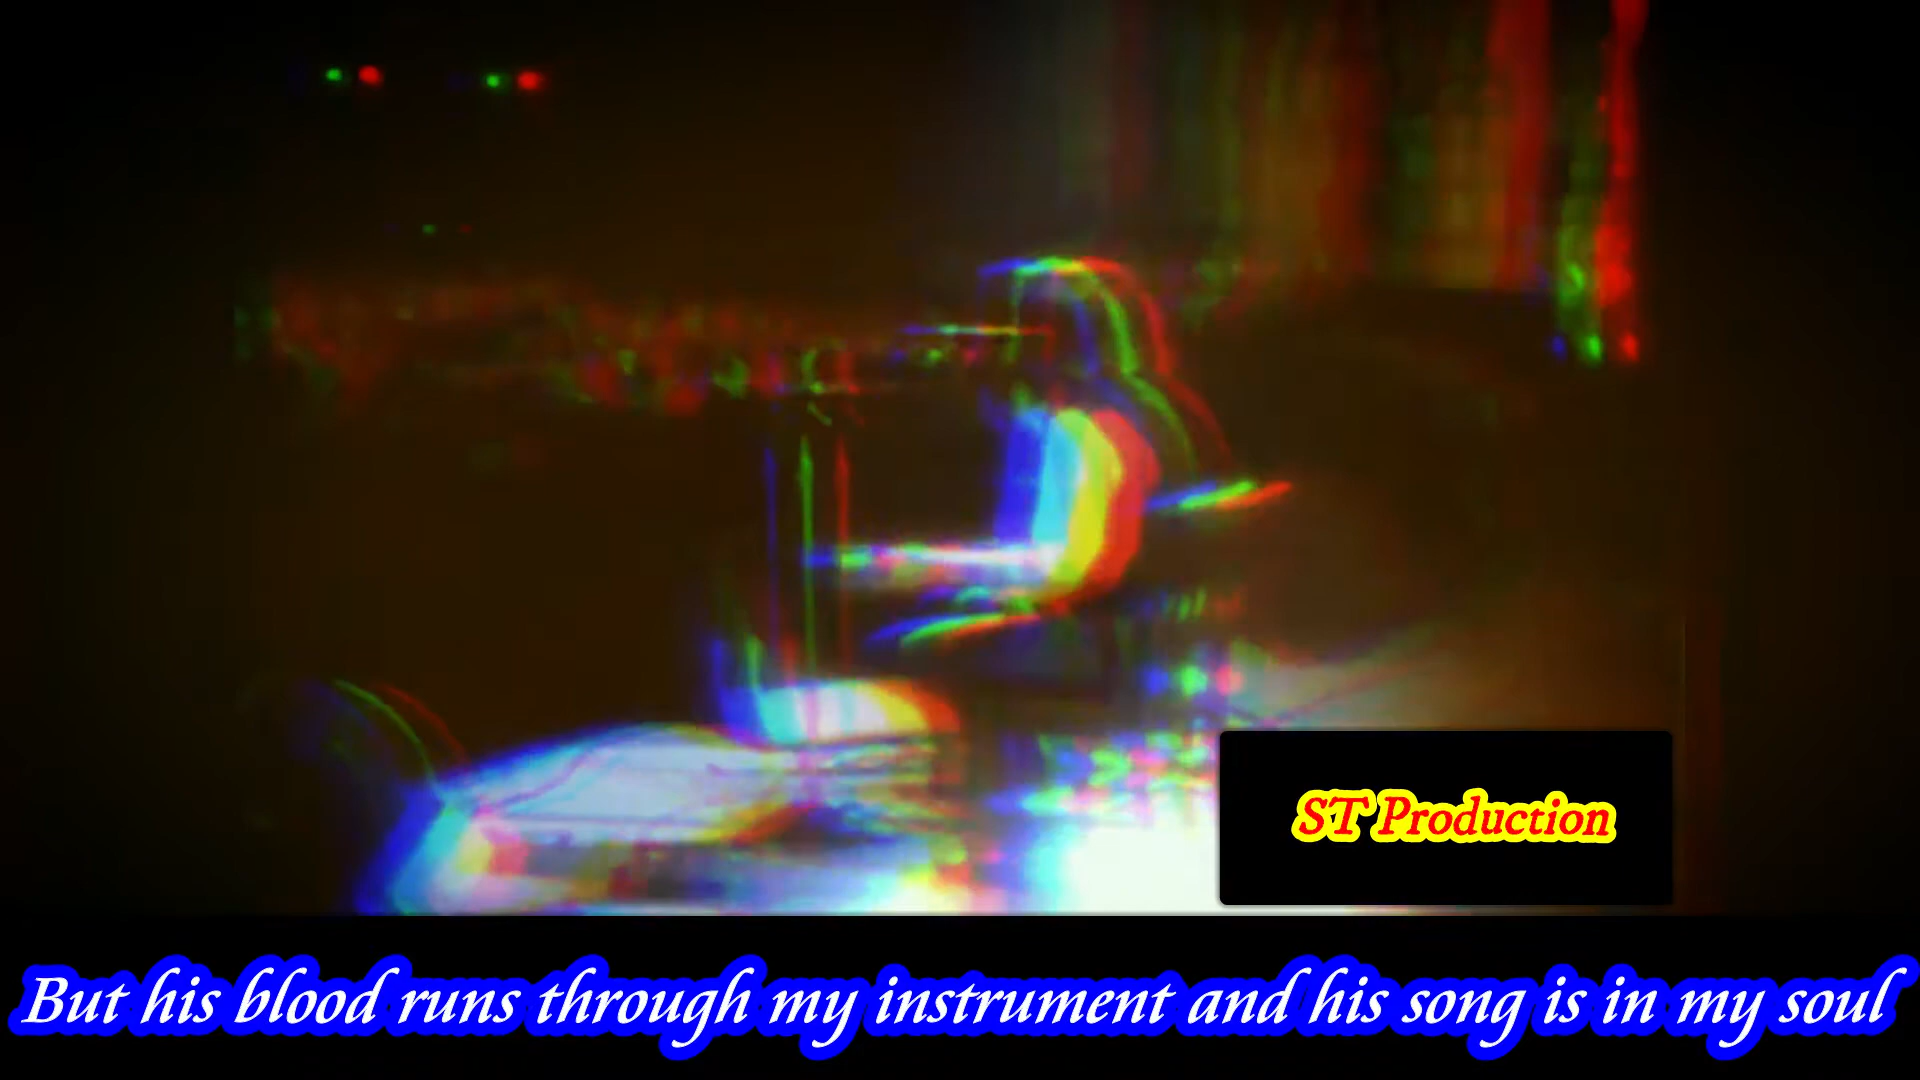 ST Production
But his blood runs through my instrument and his song is in my soul